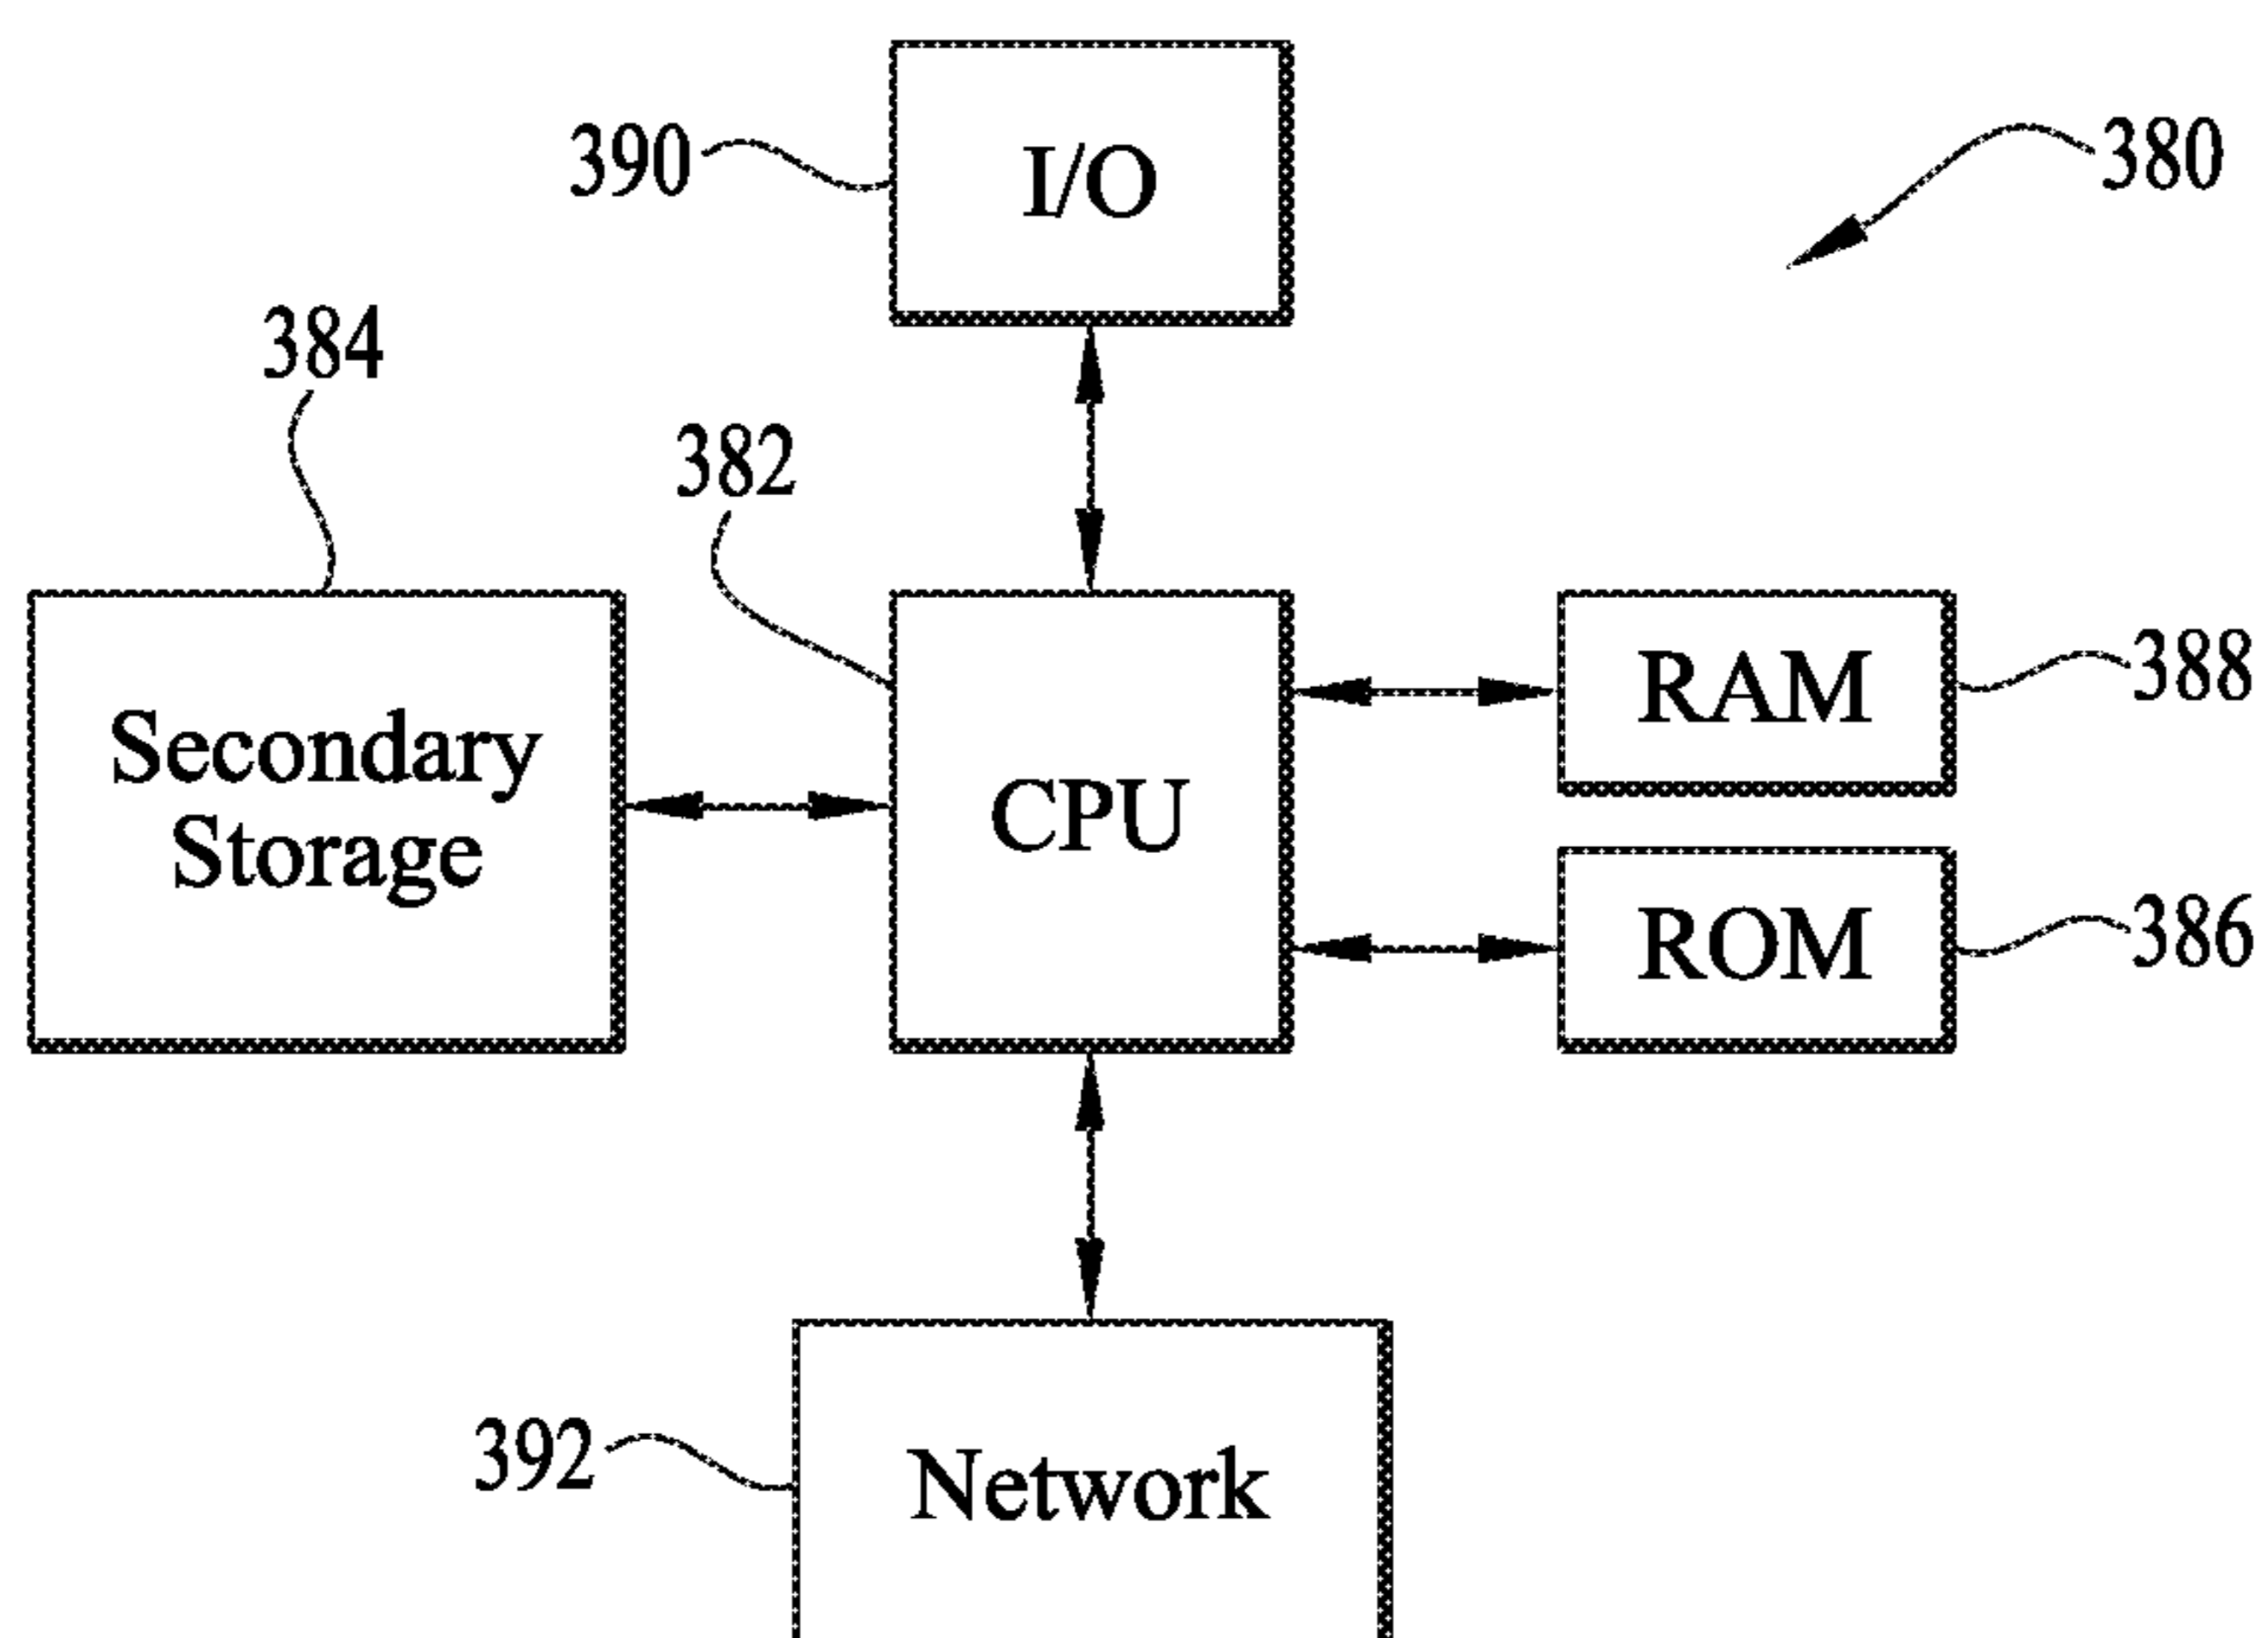 390
I/O
380
384
382
Secondary
Storage
CPU
RAM
388
ROM
386
392
Network